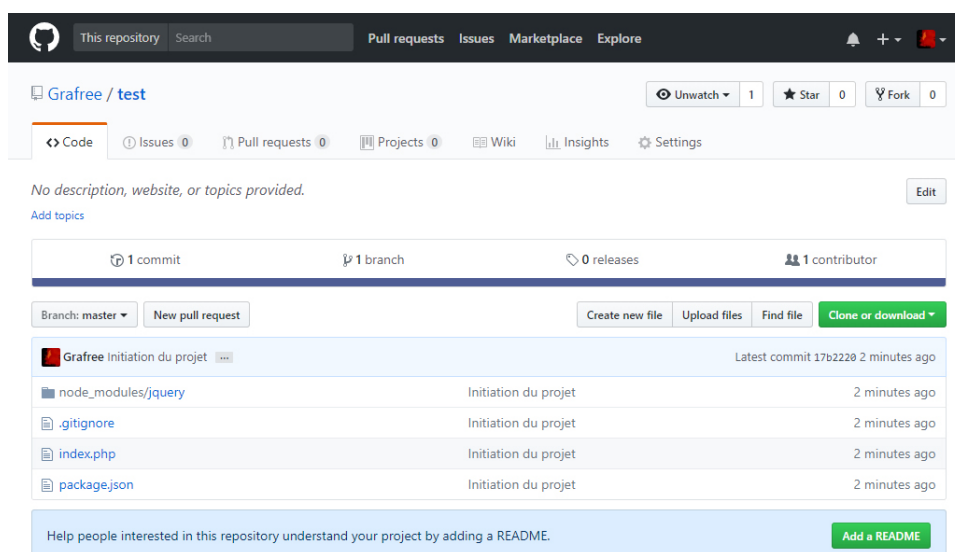 This repository Search Pull requests Issues Marketplace Explore
Grafree / test Unwatch 1 Star 0 Fork 0
Code Issues 0 Pull requests 0 Projects 0 Wiki Insights Settings
No description, website, or topics provided. Edit
Add topics
1 commit 1 branch 0 releases 1 contributor
Branch: master New pull request Create new file Upload files Find file Clone or download
Grafree Initiation du projet ... Latest commit 17b2220 2 minutes ago
node_modules/jquery Initiation du projet 2 minutes ago
.gitignore Initiation du projet 2 minutes ago
index.php Initiation du projet 2 minutes ago
package.json Initiation du projet 2 minutes ago
Help people interested in this repository understand your project by adding a README. Add a README